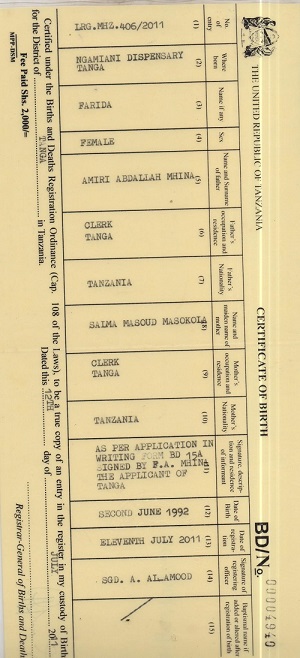 THE UNITED REPUBLIC OF TANZANIA
CERTIFICATE OF BIRTH
BD/No. 00004940
No. of entry
Where born
Name if any
Sex
Name and Surname of father
Father's occupation and residence
Father's Nationality
Name and maiden name of mother
Mother's occupation and residence
Mother's Nationality
Signature, description and residence of informant
Date of Birth
Date of registration
Signature of registering officer
Baptismal name if added or altered after registration of birth
(1)
(2)
(3)
(4)
(5)
(6)
(7)
(8)
(9)
(10)
(11)
(12)
(13)
(14)
(15)
LRG.MHZ.406/2011
NGAMIANI DISPENSARY
TANGA
FARIDA
FEMALE
AMIRI ABDALLAH MHINA
CLERK
TANGA
TANZANIA
SALMA MASOUD MASOKOLA
CLERK
TANGA
TANZANIA
AS PER APPLICATION IN
WRITING FORM BD 15A
SIGNED BY F.A. MHINA
THE APPLICANT OF
TANGA
SECOND JUNE 1992
ELEVENTH JULY 2011
SGD. A. ALAMOOD
Certified under the Births and Deaths Registration Ordinance (Cap. 108 of the Laws), to be a true copy of an entry in the register in my custody of Birth
for the District of TANGA in Tanzania. Dated this 12TH day of JULY 201
Fee Paid Shs. 2,000/=
MPP-DSM
Registrar-General of Births and Death